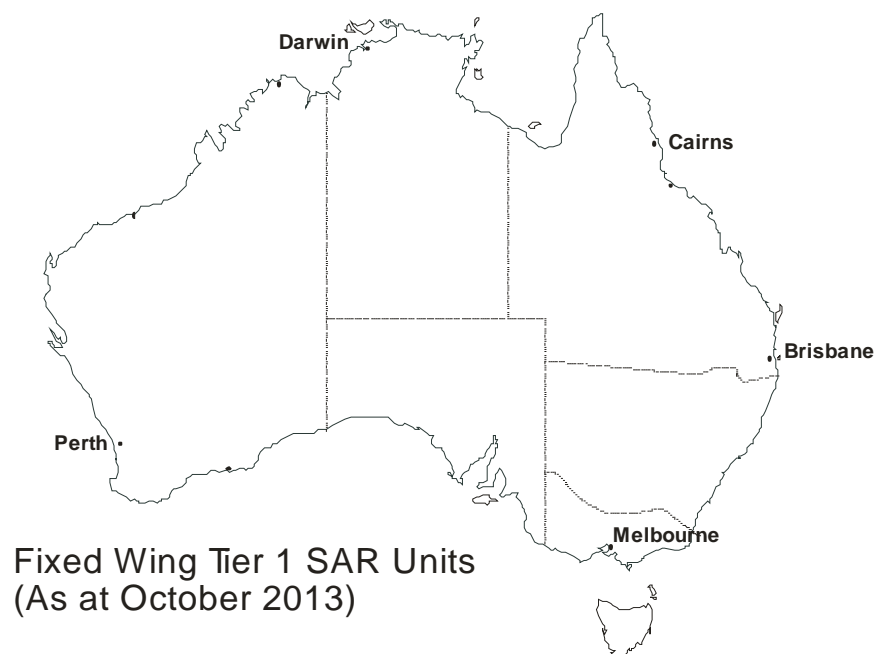 Darwin
Cairns
Brisbane
Perth
Melbourne
Fixed Wing Tier 1 SAR Units
(As at October 2013)